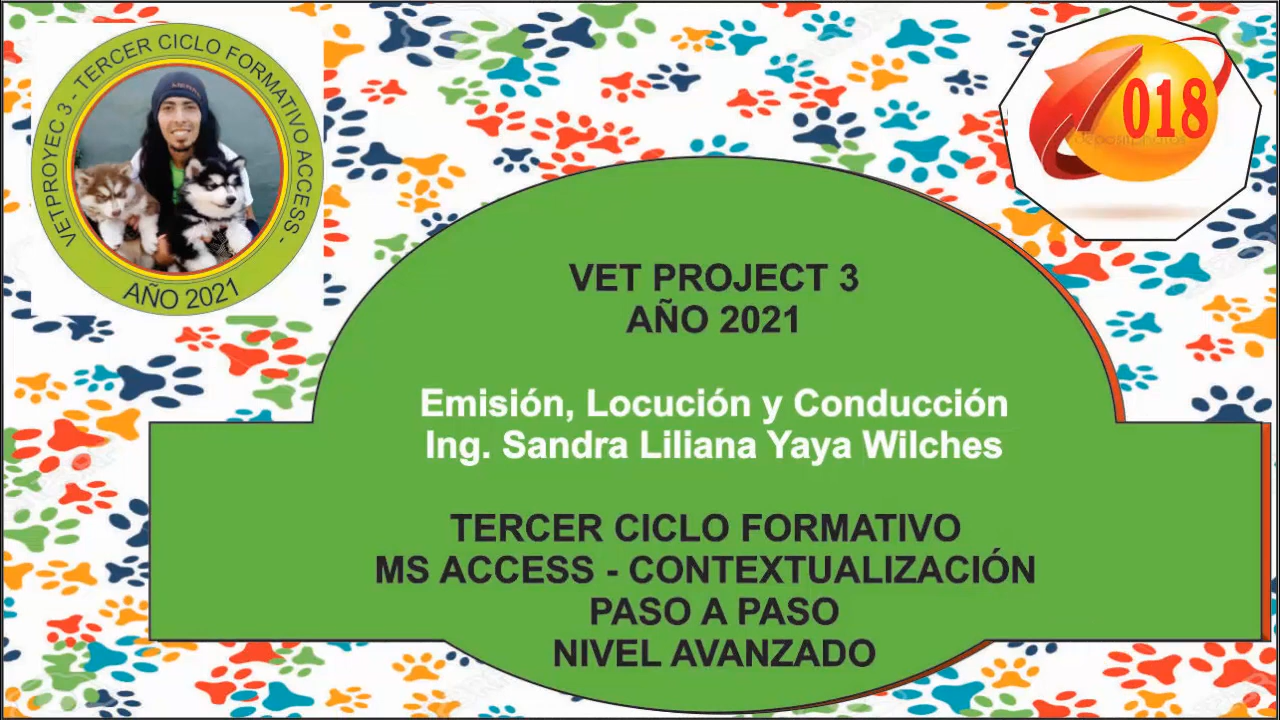 VETPROYEC 3 - TERCER CICLO FORMATIVO ACCESS -
AÑO 2021
018
depositphotos
VET PROJECT 3
AÑO 2021
Emisión, Locución y Conducción
Ing. Sandra Liliana Yaya Wilches
TERCER CICLO FORMATIVO
MS ACCESS - CONTEXTUALIZACIÓN
PASO A PASO
NIVEL AVANZADO